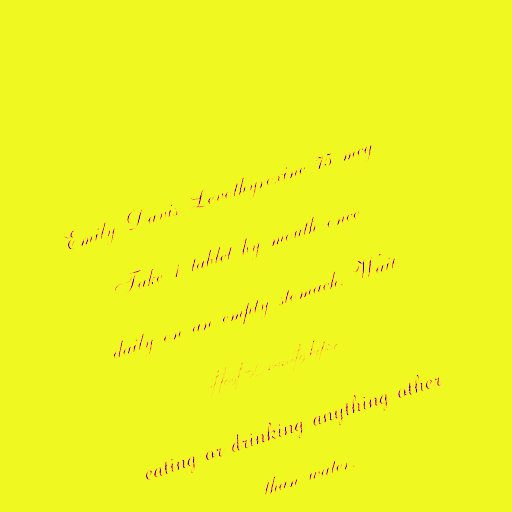 Emily Davis Levothyroxine 75 mcg
Take 1 tablet by mouth once
daily on an empty stomach. Wait
eating or drinking anything other
than water.